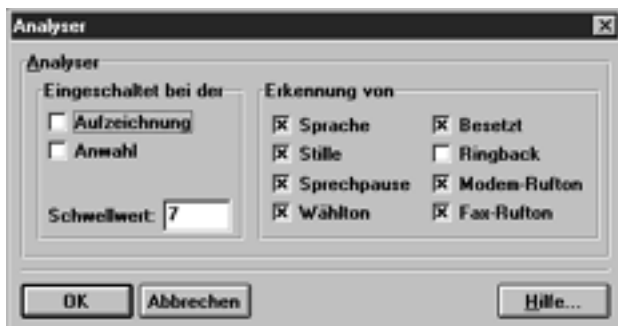 Analyser
Analyser
Eingeschaltet bei der
Aufzeichnung
Anwahl
Schwellwert: 7
Erkennung von
Sprache
Stille
Sprechpause
Wählton
Besetzt
Ringback
Modem-Rufton
Fax-Rufton
OK
Abbrechen
Hilfe...